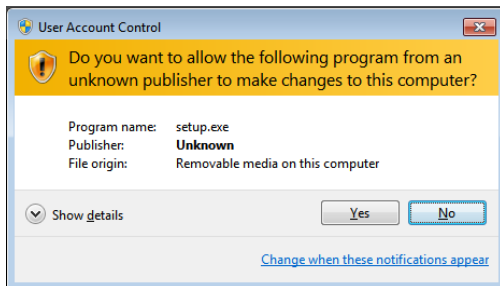 User Account Control
Do you want to allow the following program from an
unknown publisher to make changes to this computer?
Program name: setup.exe
Publisher: Unknown
File origin: Removable media on this computer
Show details Yes No
Change when these notifications appear